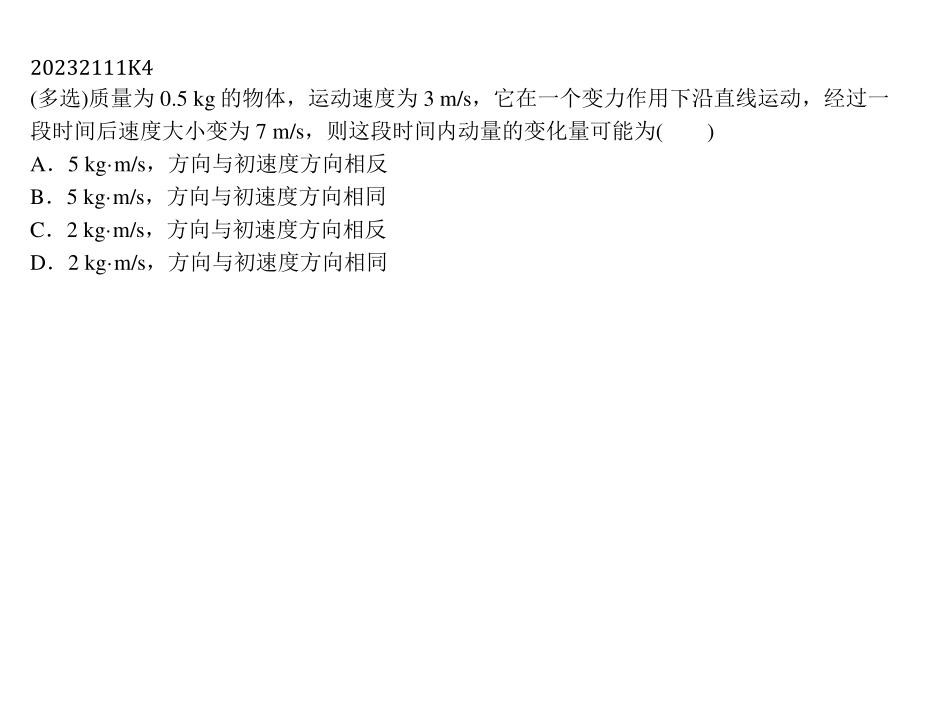 20232111K4
(多选)质量为 0.5 kg 的物体，运动速度为 3 m/s，它在一个变力作用下沿直线运动，经过一
段时间后速度大小变为 7 m/s，则这段时间内动量的变化量可能为(　　)
A．5 kg·m/s，方向与初速度方向相反
B．5 kg·m/s，方向与初速度方向相同
C．2 kg·m/s，方向与初速度方向相反
D．2 kg·m/s，方向与初速度方向相同